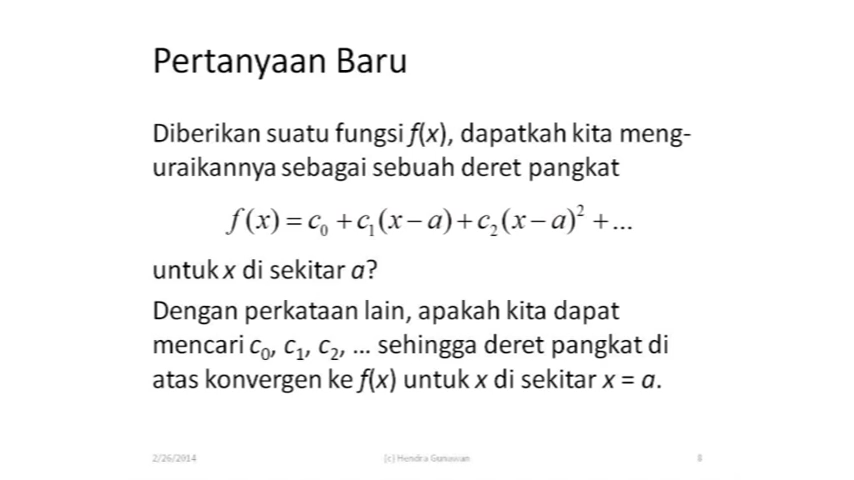 Pertanyaan Baru
Diberikan suatu fungsi f(x), dapatkah kita meng-
uraikannya sebagai sebuah deret pangkat
f(x) = c₀ + c₁(x − a) + c₂(x − a)² + ...
untuk x di sekitar a?
Dengan perkataan lain, apakah kita dapat
mencari c₀, c₁, c₂, ... sehingga deret pangkat di
atas konvergen ke f(x) untuk x di sekitar x = a.
2/26/2014 (c) Hendra Gunawan 8